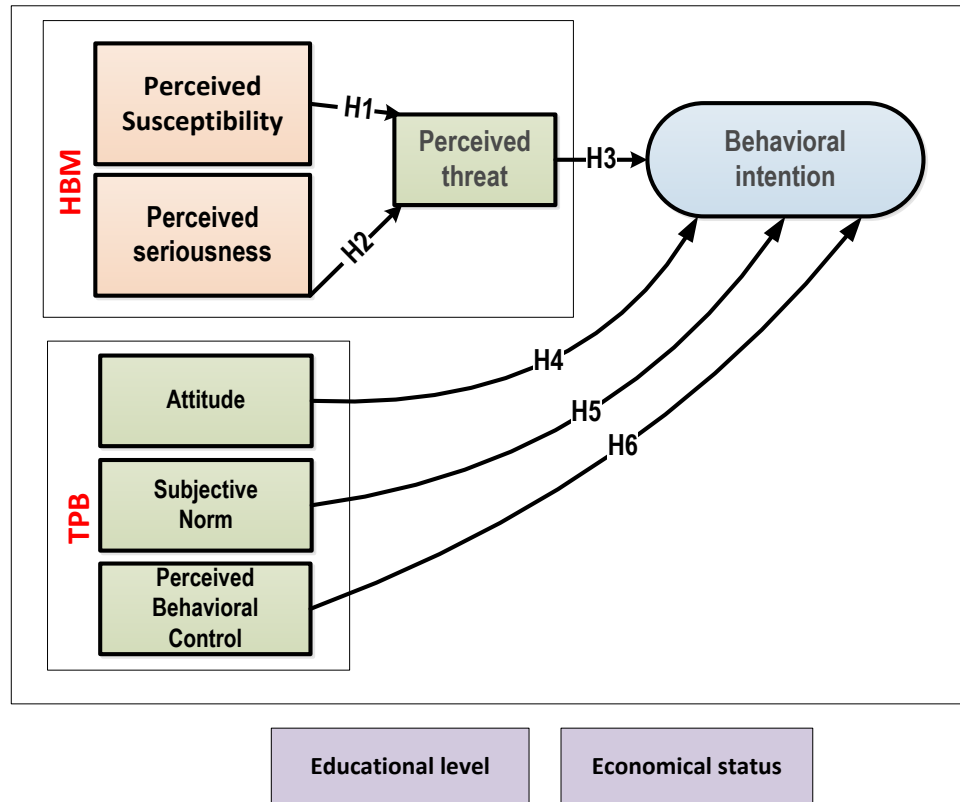 HBM
Perceived
Susceptibility
H1
Perceived
threat
H3
Behavioral
intention
Perceived
seriousness
H2
TPB
Attitude
H4
Subjective
Norm
H5
Perceived
Behavioral
Control
H6
Educational level
Economical status